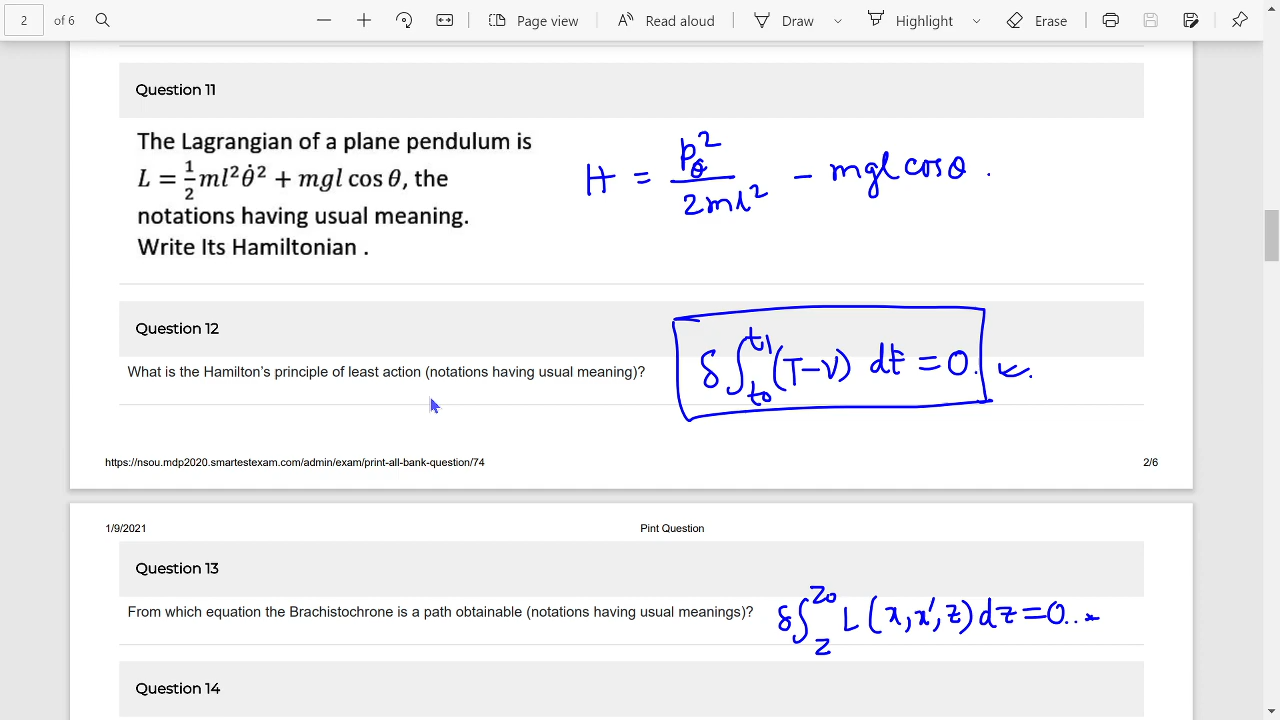 2 of 6 Page view Read aloud Draw Highlight Erase
Question 11
The Lagrangian of a plane pendulum is
L = 1/2 ml²θ̇² + mgl cos θ, the
notations having usual meaning.
Write Its Hamiltonian .
H = p_θ²/2ml² − mgl cosθ .
Question 12
What is the Hamilton's principle of least action (notations having usual meaning)?
δ∫_{t₀}^{t₁} (T−V) dt = 0.
https://nsou.mdp2020.smartestexam.com/admin/exam/print-all-bank-question/74 2/6
1/9/2021 Pint Question
Question 13
From which equation the Brachistochrone is a path obtainable (notations having usual meanings)?
δ∫_{z}^{z₀} L(x, x', z) dz = 0..
Question 14